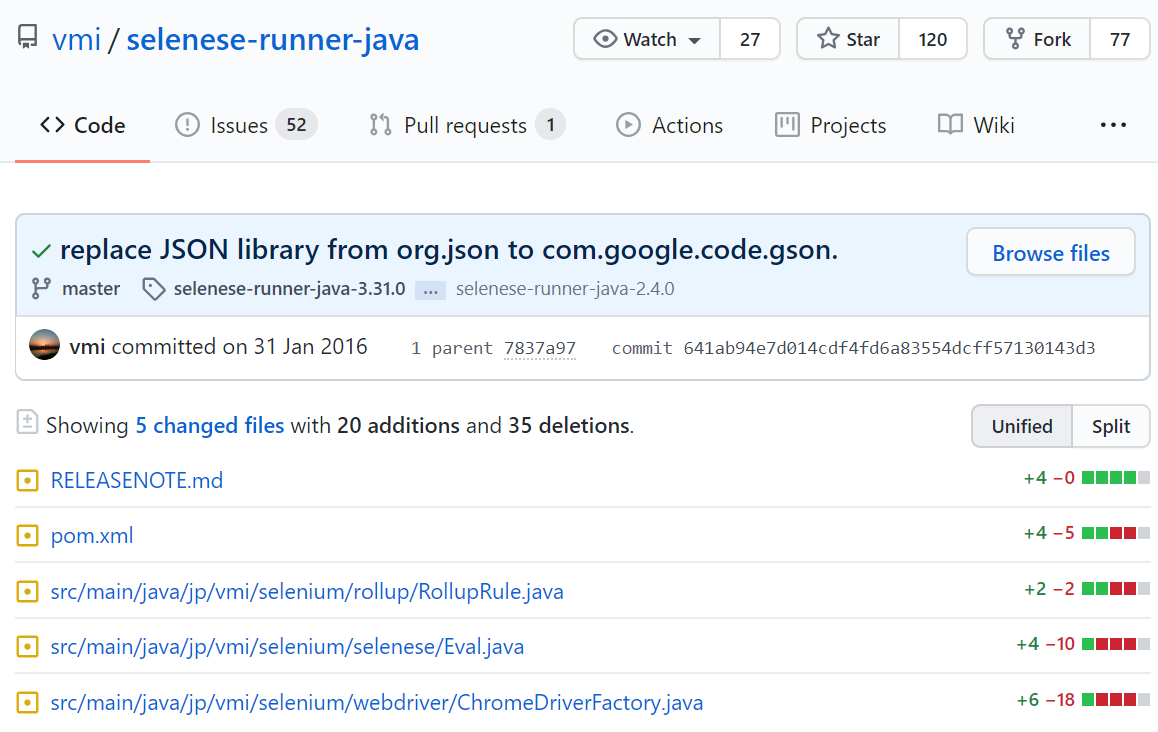 vmi / selenese-runner-java Watch 27 Star 120 Fork 77
Code Issues 52 Pull requests 1 Actions Projects Wiki ...
replace JSON library from org.json to com.google.code.gson. Browse files
master selenese-runner-java-3.31.0 ... selenese-runner-java-2.4.0
vmi committed on 31 Jan 2016 1 parent 7837a97 commit 641ab94e7d014cdf4fd6a83554dcff57130143d3
Showing 5 changed files with 20 additions and 35 deletions. Unified Split
RELEASENOTE.md +4 −0
pom.xml +4 −5
src/main/java/jp/vmi/selenium/rollup/RollupRule.java +2 −2
src/main/java/jp/vmi/selenium/selenese/Eval.java +4 −10
src/main/java/jp/vmi/selenium/webdriver/ChromeDriverFactory.java +6 −18